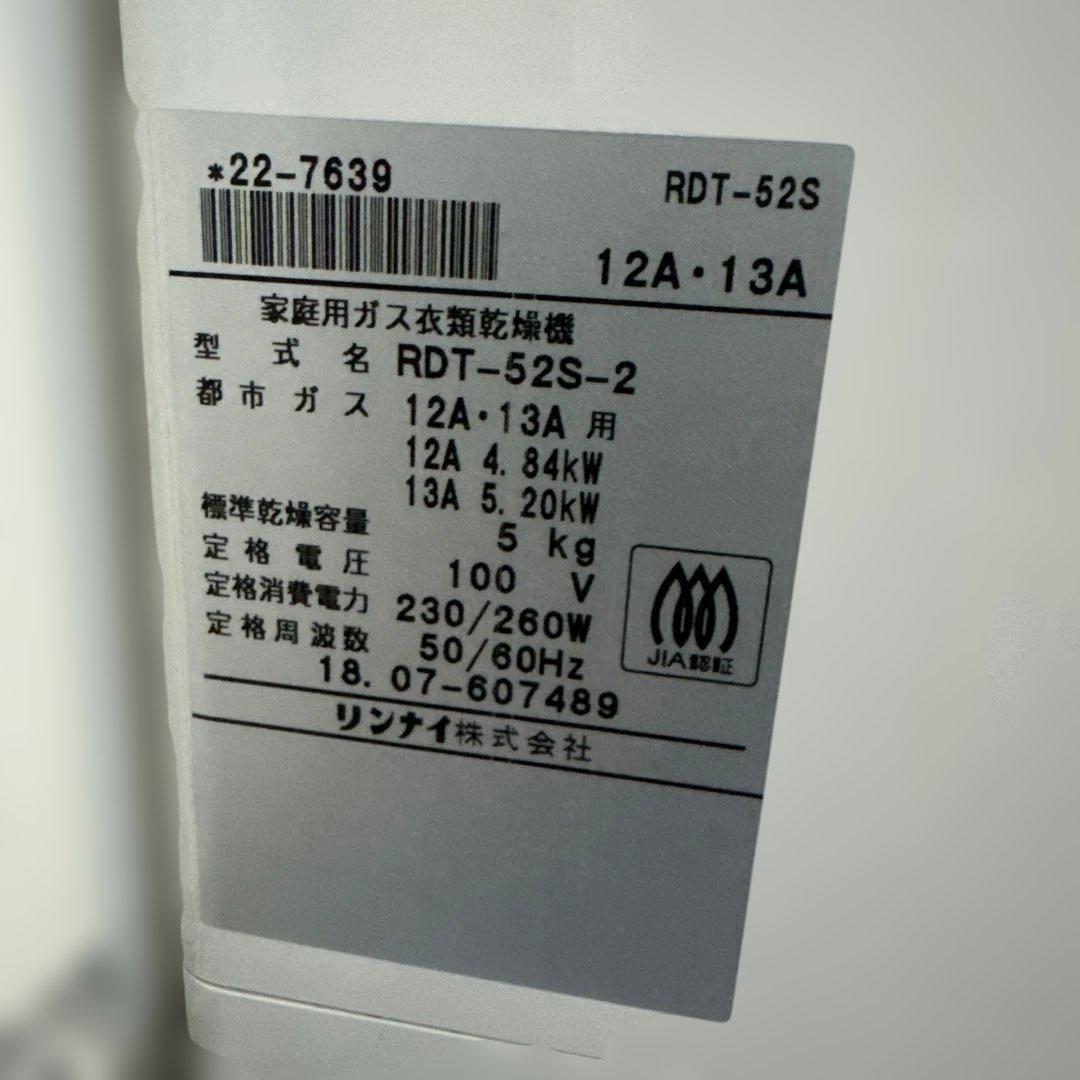 *22-7639
RDT-52S
12A・13A
家庭用ガス衣類乾燥機
型式名 RDT-52S-2
都市ガス 12A・13A 用
12A 4.84kW
13A 5.20kW
標準乾燥容量 5 kg
定格電圧 100 V
定格消費電力 230/260W
定格周波数 50/60Hz
18.07-607489
リンナイ株式会社
JIA認証